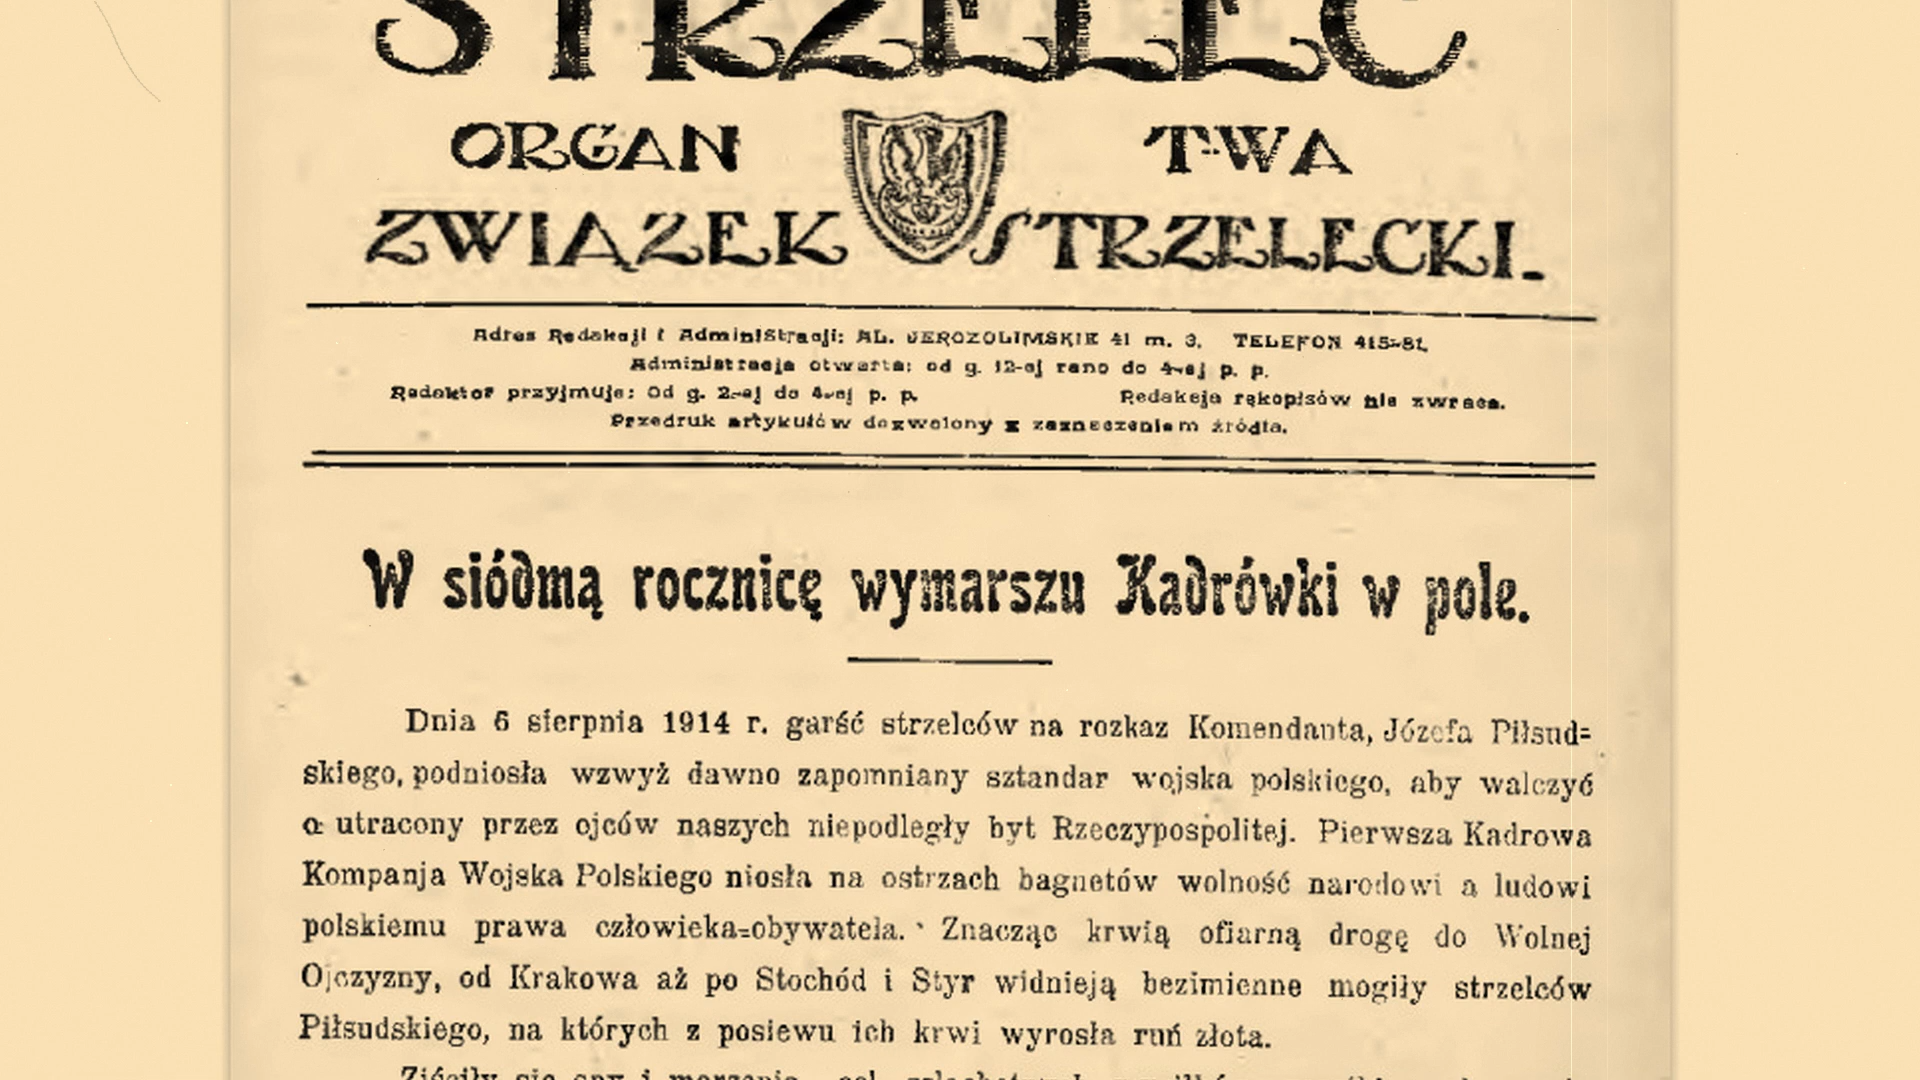 STRZELEC
ORGAN T-WA
ZWIĄZEK STRZELECKI.
Adres Redakcji i Administracji: AL. JEROZOLIMSKIE 41 m. 3. TELEFON 415-81.
Administracja otwarta: od g. 12-ej rano do 4-ej p. p.
Redaktor przyjmuje: od g. 2-ej do 4-ej p. p. Redakcja rękopisów nie zwraca.
Przedruk artykułów dozwolony z zaznaczeniem źródła.
W siódmą rocznicę wymarszu Kadrówki w pole.
Dnia 6 sierpnia 1914 r. garść strzelców na rozkaz Komendanta, Józefa Piłsud=
skiego, podniosła wzwyż dawno zapomniany sztandar wojska polskiego, aby walczyć
o utracony przez ojców naszych niepodległy byt Rzeczypospolitej. Pierwsza Kadrowa
Kompanja Wojska Polskiego niosła na ostrzach bagnetów wolność narodowi a ludowi
polskiemu prawa człowieka=obywatela. Znacząc krwią ofiarną drogę do Wolnej
Ojczyzny, od Krakowa aż po Stochód i Styr widnieją bezimienne mogiły strzelców
Piłsudskiego, na których z posiewu ich krwi wyrosła ruń złota.